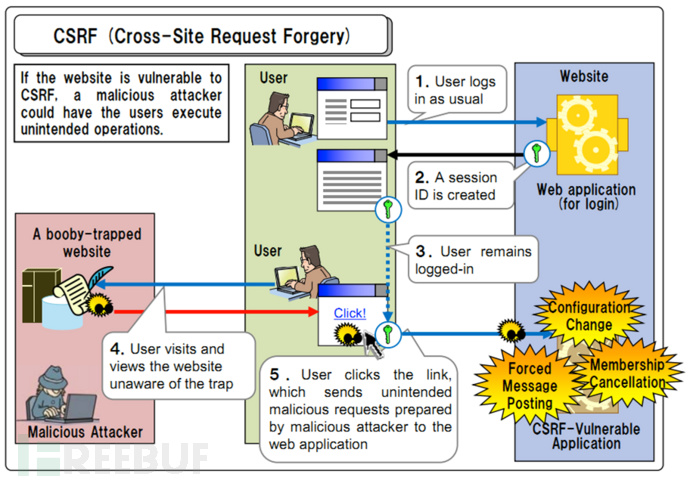 CSRF (Cross-Site Request Forgery)
If the website is vulnerable to
CSRF, a malicious attacker
could have the users execute
unintended operations.
User
1. User logs
in as usual
Website
2. A session
ID is created
Web application
(for login)
A booby-trapped
website
User
3. User remains
logged-in
Click!
4. User visits and
views the website
unaware of the trap
5. User clicks the link,
which sends unintended
malicious requests prepared
by malicious attacker to the
web application
Configuration
Change
Forced
Message
Posting
Membership
Cancellation
Malicious Attacker
CSRF-Vulnerable
Application
FREEBUF